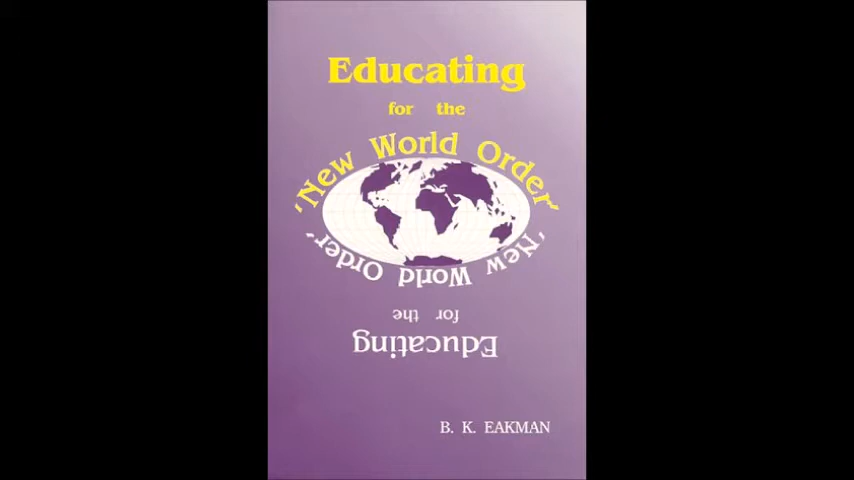 Educating
for the
'New World Order'
'New World Order'
for the
Educating
B. K. EAKMAN